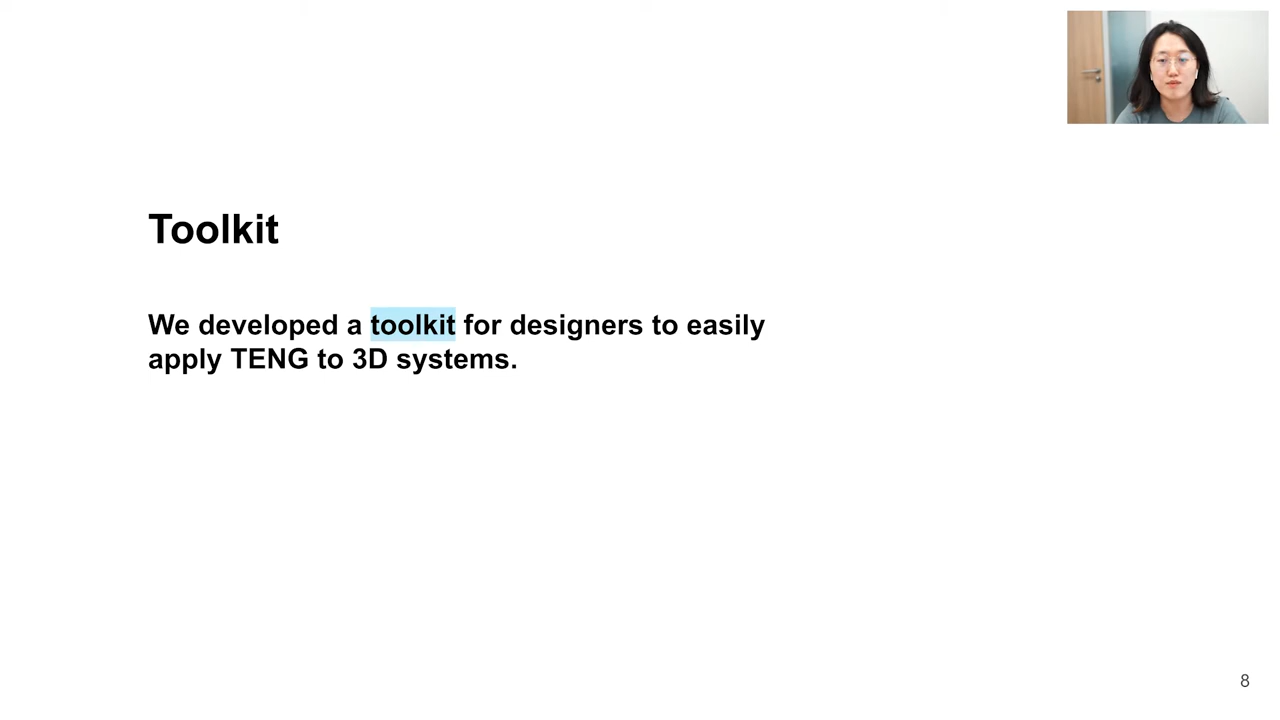 Toolkit
We developed a toolkit for designers to easily
apply TENG to 3D systems.
8